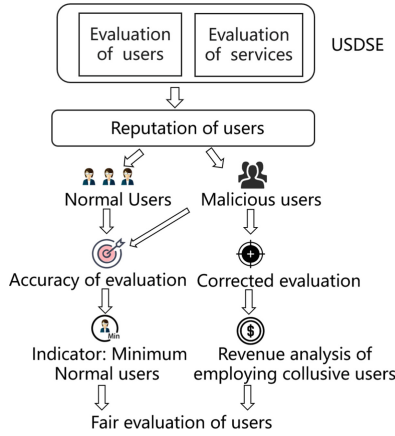 Evaluation
of users
Evaluation
of services
USDSE
Reputation of users
Normal Users
Malicious users
Accuracy of evaluation
Corrected evaluation
Min
$
Indicator: Minimum
Normal users
Revenue analysis of
employing collusive users
Fair evaluation of users